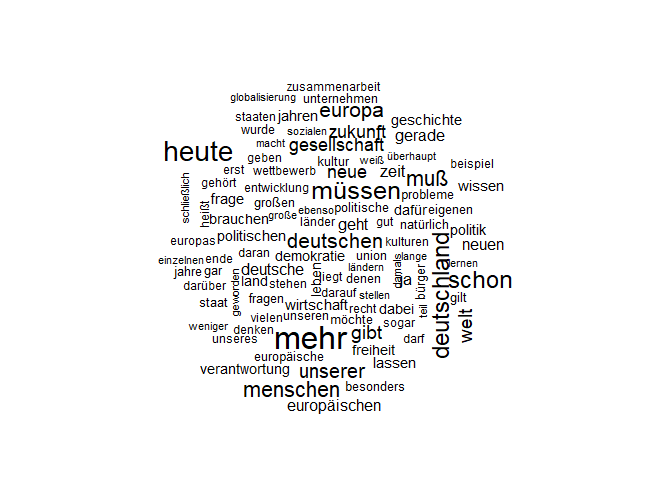 zusammenarbeit
globalisierung unternehmen
staaten jahren europa
geschichte
wurde sozialen zukunft gerade
macht gesellschaft
heute
geben kultur weiß überhaupt
erst wettbewerb neue zeit beispiel
schließlich
gehört entwicklung müssen muß wissen
frage probleme
heißt
großen
brauchen große ebenso politische dafür eigenen
länder geht gut natürlich
europas politischen deutschen kulturen politik
neuen
daran demokratie union damals lange
einzelnen ende lernen
jahre gar deutsche leben liegt ländern denen ja bürger deutschland schon
darüber land stehen
geworden
darauf stellen
staat fragen wirtschaft recht dabei teil gilt
vielen unseren möchte welt
weniger denken sogar
unseres mehr gibt darf
europäische freiheit
verantwortung unserer lassen
menschen besonders
europäischen